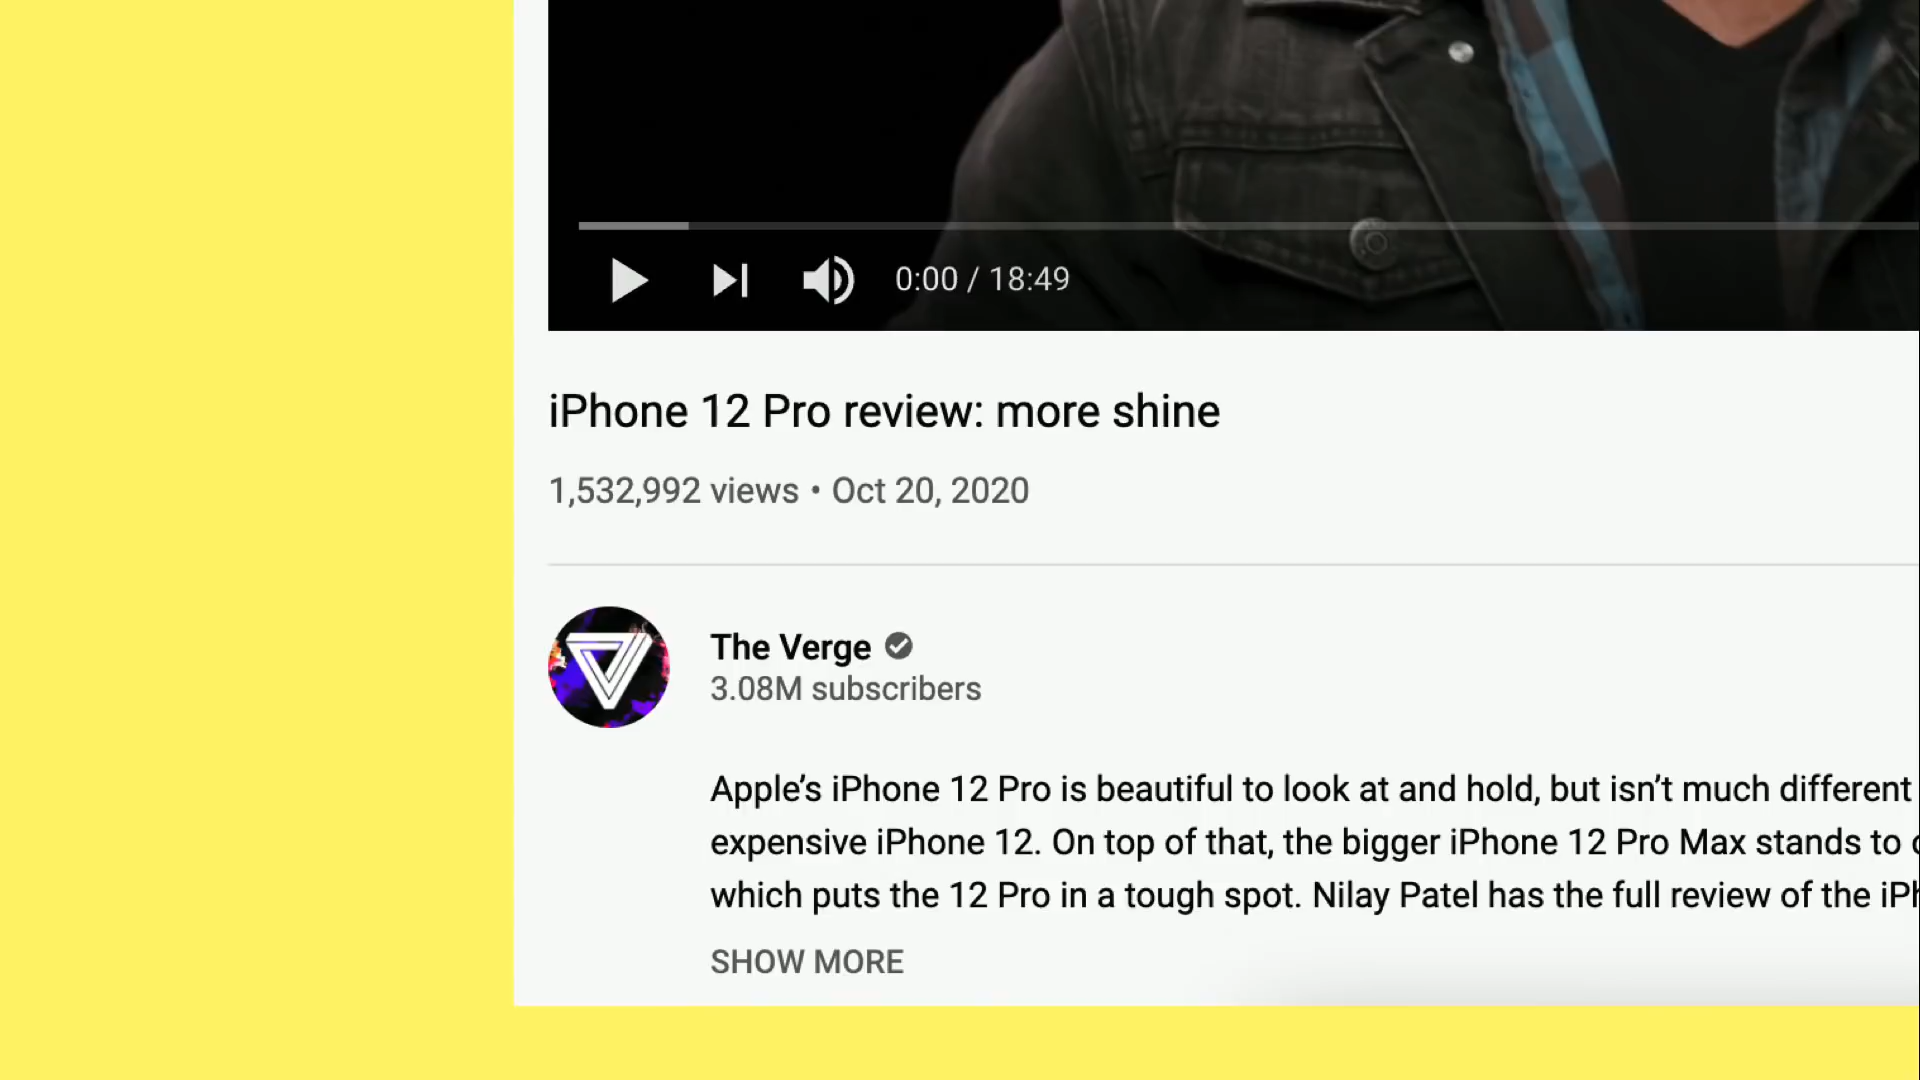 0:00 / 18:49
iPhone 12 Pro review: more shine
1,532,992 views • Oct 20, 2020
The Verge
3.08M subscribers
Apple’s iPhone 12 Pro is beautiful to look at and hold, but isn’t much different
expensive iPhone 12. On top of that, the bigger iPhone 12 Pro Max stands to
which puts the 12 Pro in a tough spot. Nilay Patel has the full review of the
SHOW MORE